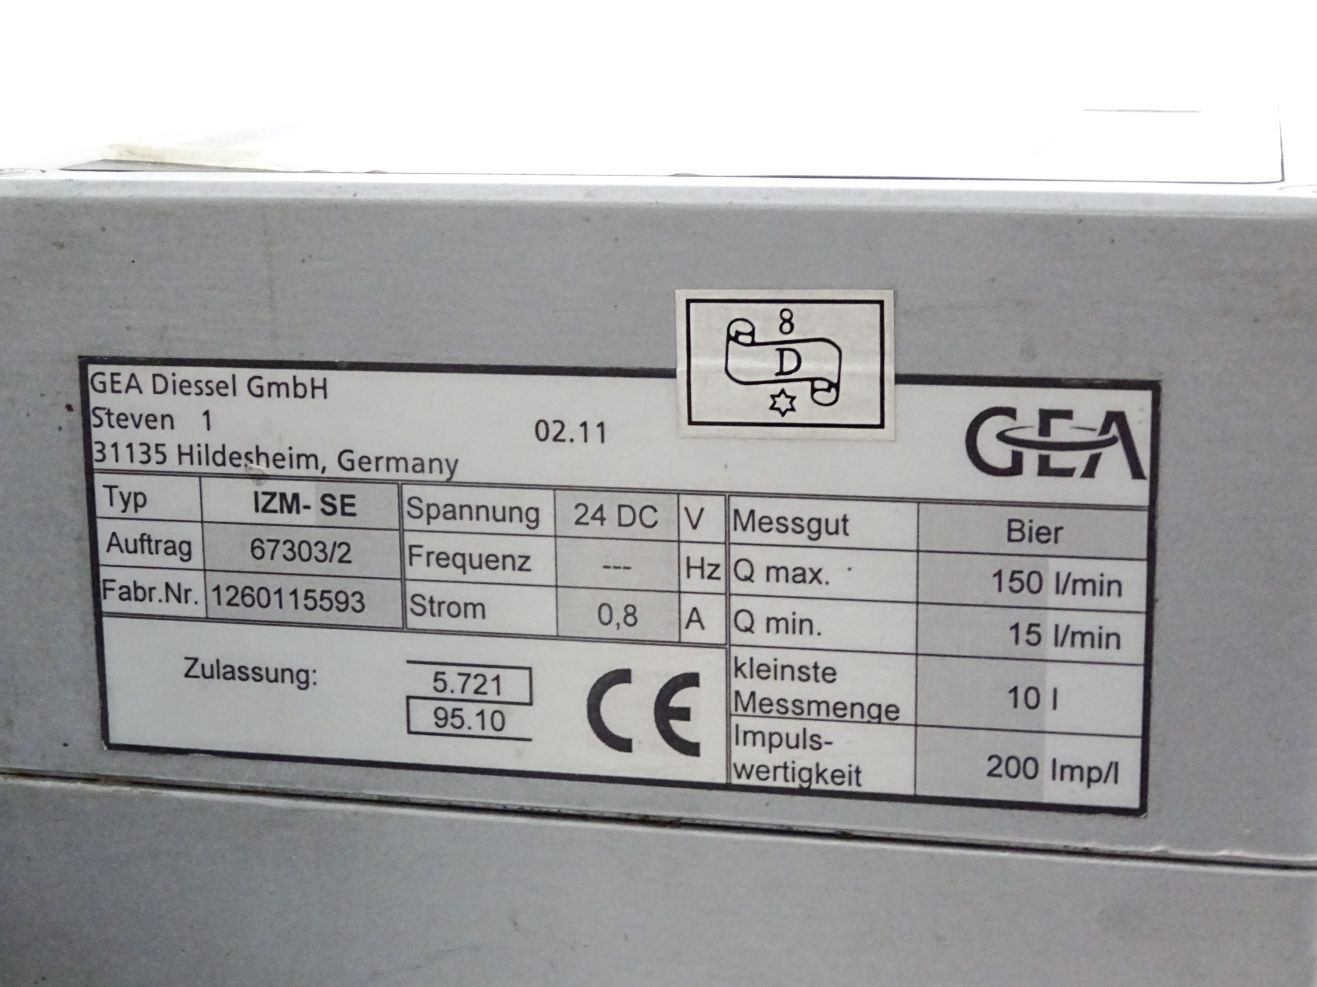 8
D
GEA Diessel GmbH
Steven 1
02.11
31135 Hildesheim, Germany
GEA
Typ IZM- SE
Auftrag 67303/2
Fabr.Nr. 1260115593
Spannung 24 DC V
Frequenz --- Hz
Strom 0,8 A
Messgut Bier
Q max. 150 l/min
Q min. 15 l/min
kleinste
Messmenge 10 l
Impuls-
wertigkeit 200 Imp/l
Zulassung: 5.721
95.10
CE